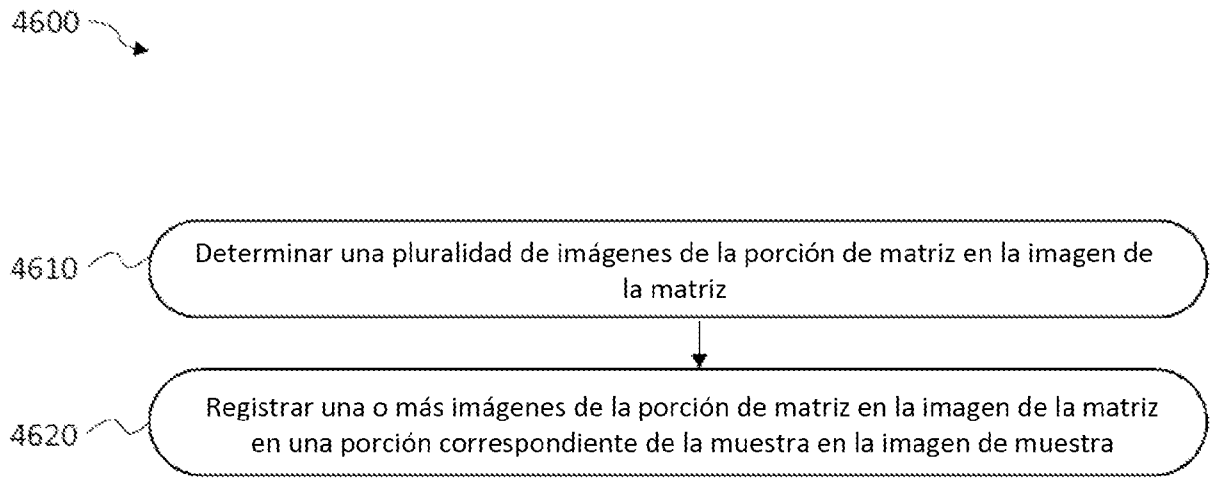 4600
Determinar una pluralidad de imágenes de la porción de matriz en la imagen de
la matriz
4610
Registrar una o más imágenes de la porción de matriz en la imagen de la matriz
en una porción correspondiente de la muestra en la imagen de muestra
4620